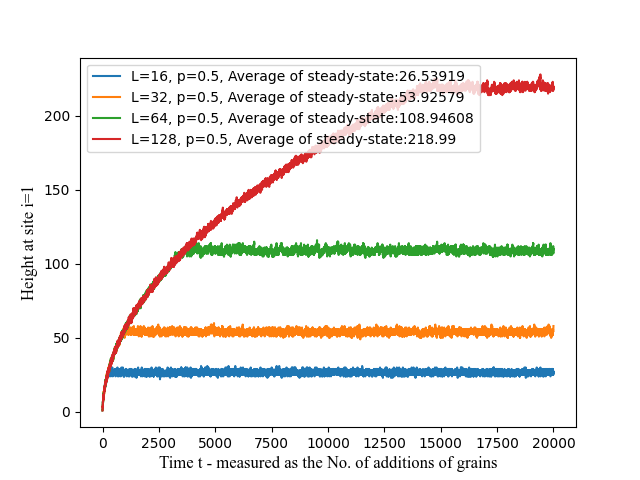 L=16, p=0.5, Average of steady-state:26.53919
L=32, p=0.5, Average of steady-state:53.92579
L=64, p=0.5, Average of steady-state:108.94608
L=128, p=0.5, Average of steady-state:218.99
200
150
100
50
0
Height at site i=1
0 2500 5000 7500 10000 12500 15000 17500 20000
Time t - measured as the No. of additions of grains